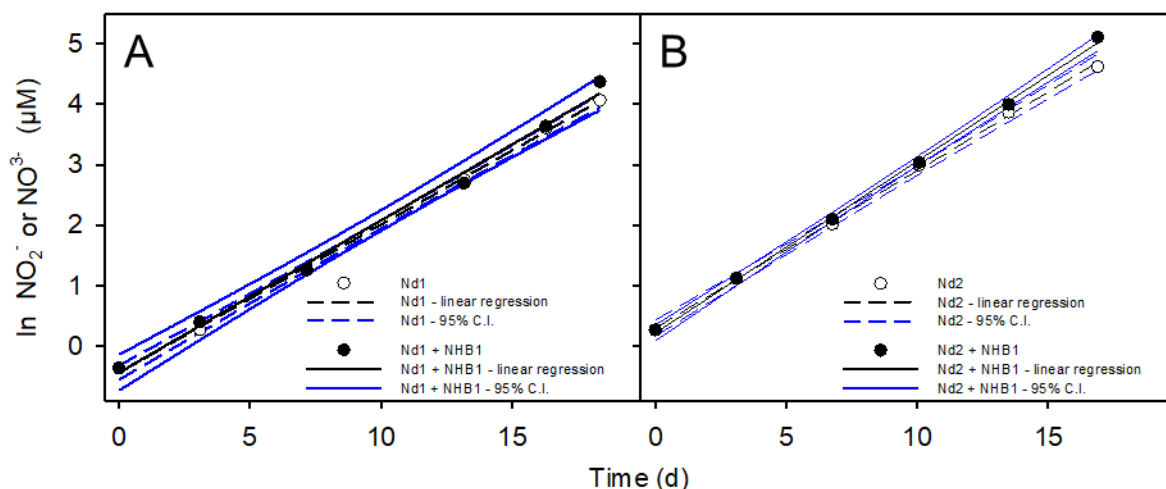 A
B
ln NO₂⁻ or NO³⁻ (µM)
5
4
3
2
1
0
Nd1
Nd1 - linear regression
Nd1 - 95% C.I.
Nd1 + NHB1
Nd1 + NHB1 - linear regression
Nd1 + NHB1 - 95% C.I.
Nd2
Nd2 - linear regression
Nd2 - 95% C.I.
Nd2 + NHB1
Nd2 + NHB1 - linear regression
Nd2 + NHB1 - 95% C.I.
0 5 10 15 0 5 10 15
Time (d)